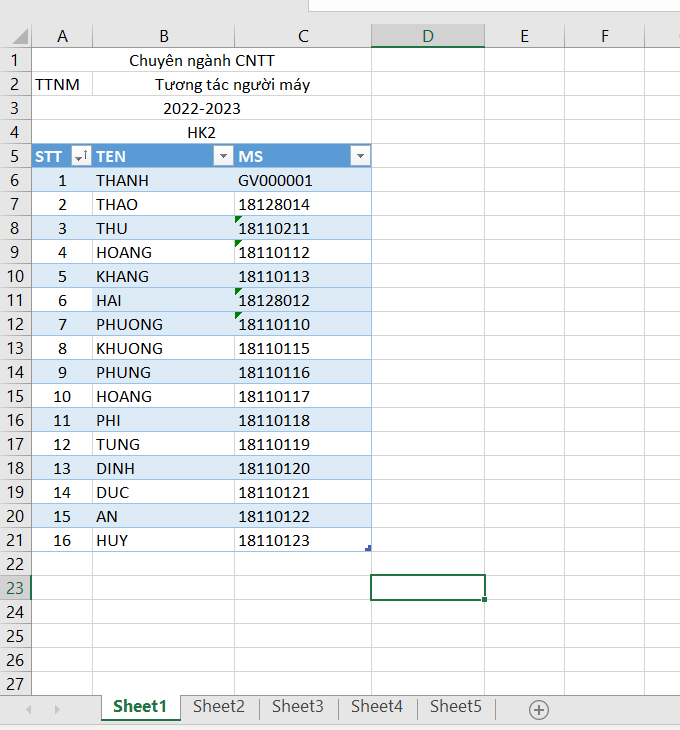 A B C D E F
1 Chuyên ngành CNTT
2 TTNM Tương tác người máy
3 2022-2023
4 HK2
5 STT TEN MS
6 1 THANH GV000001
7 2 THAO 18128014
8 3 THU 18110211
9 4 HOANG 18110112
10 5 KHANG 18110113
11 6 HAI 18128012
12 7 PHUONG 18110110
13 8 KHUONG 18110115
14 9 PHUNG 18110116
15 10 HOANG 18110117
16 11 PHI 18110118
17 12 TUNG 18110119
18 13 DINH 18110120
19 14 DUC 18110121
20 15 AN 18110122
21 16 HUY 18110123
22
23
24
25
26
27
Sheet1 Sheet2 Sheet3 Sheet4 Sheet5